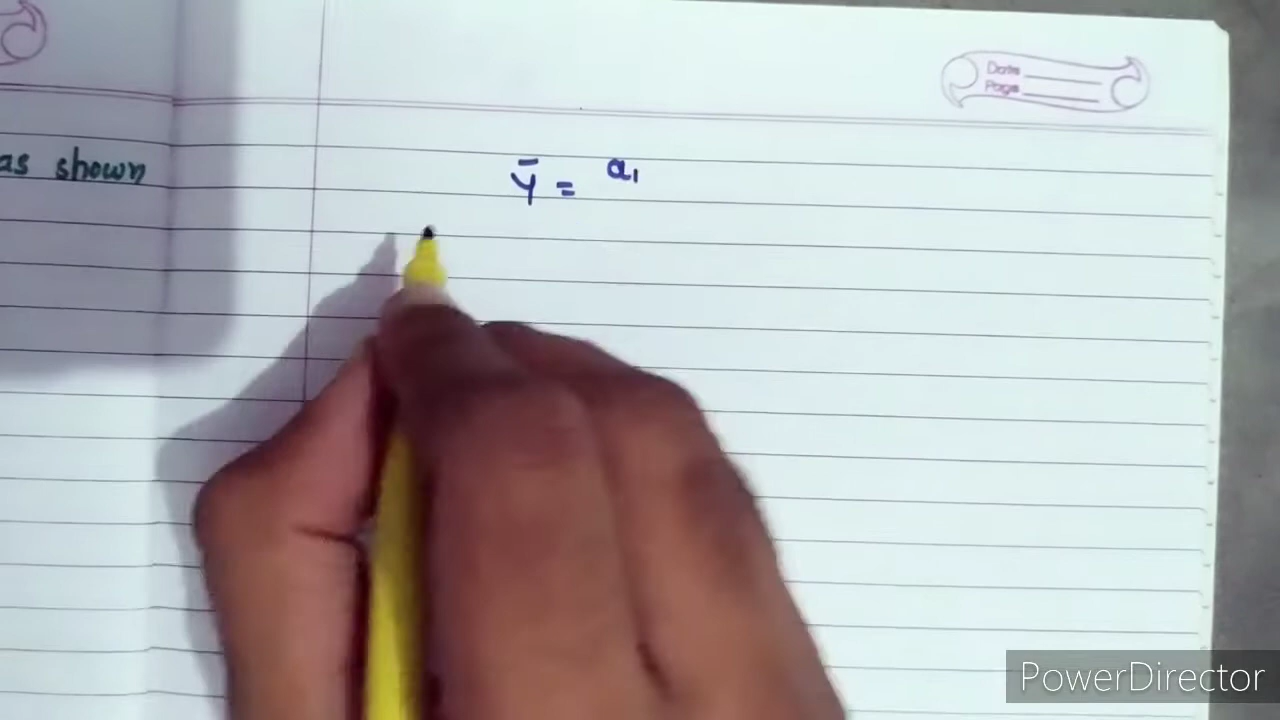 Date
Page
as shown
ȳ = a₁
PowerDirector